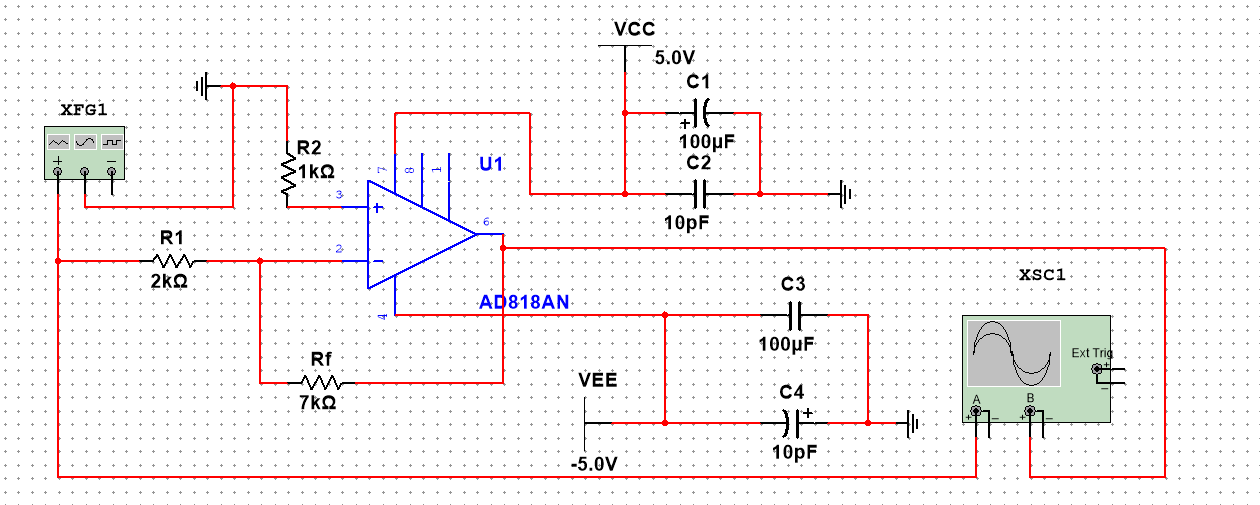 VCC
5.0V
C1
+
100µF
C2
10pF
XFG1
+
−
R2
1kΩ
U1
7
8
1
3
+
6
2
−
4
R1
2kΩ
AD818AN
Rf
7kΩ
C3
100µF
VEE
-5.0V
C4
+
10pF
XSC1
Ext Trig
+
−
A
B
+
−
+
−